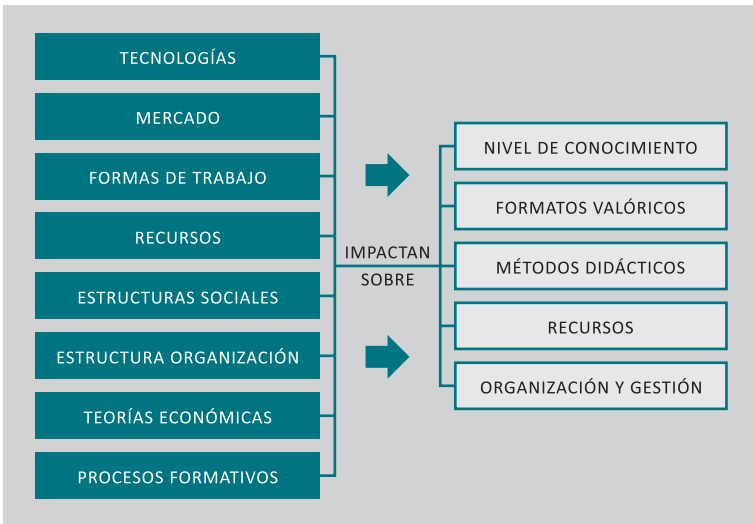 TECNOLOGÍAS
MERCADO
FORMAS DE TRABAJO
RECURSOS
ESTRUCTURAS SOCIALES
ESTRUCTURA ORGANIZACIÓN
TEORÍAS ECONÓMICAS
PROCESOS FORMATIVOS
IMPACTAN
SOBRE
NIVEL DE CONOCIMIENTO
FORMATOS VALÓRICOS
MÉTODOS DIDÁCTICOS
RECURSOS
ORGANIZACIÓN Y GESTIÓN